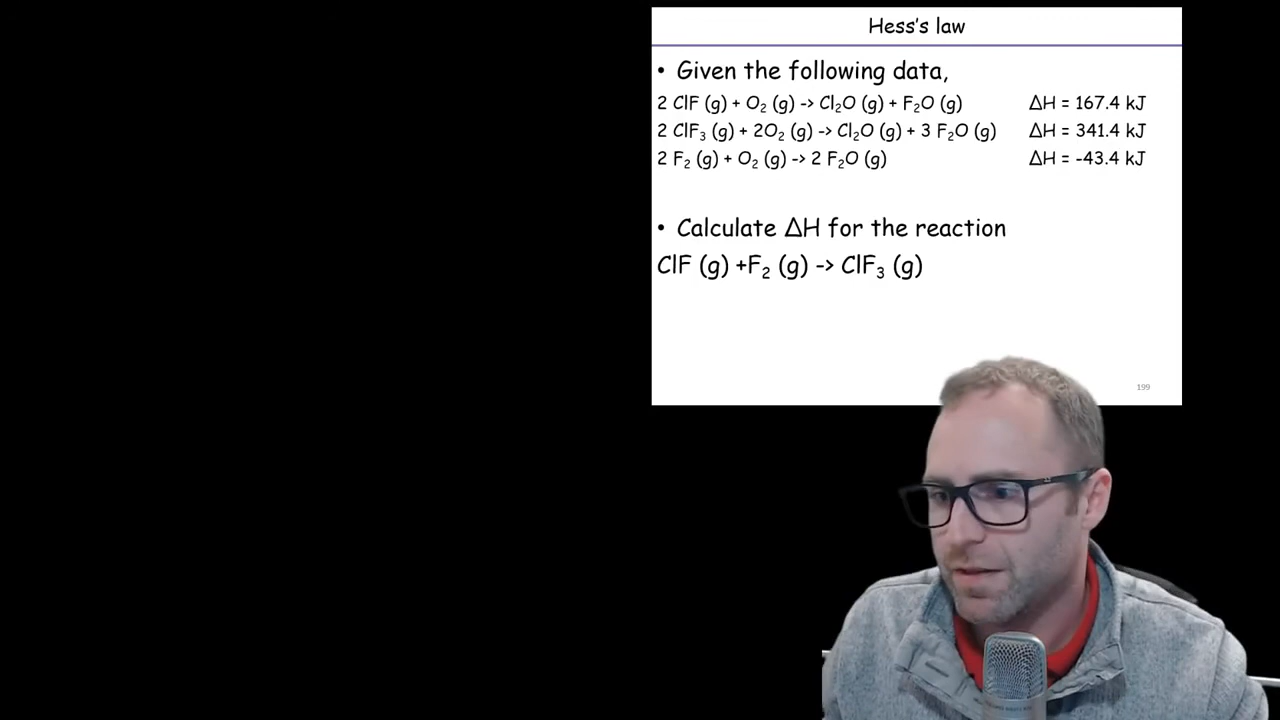 Hess's law
• Given the following data,
2 ClF (g) + O₂ (g) -> Cl₂O (g) + F₂O (g) ΔH = 167.4 kJ
2 ClF₃ (g) + 2O₂ (g) -> Cl₂O (g) + 3 F₂O (g) ΔH = 341.4 kJ
2 F₂ (g) + O₂ (g) -> 2 F₂O (g) ΔH = -43.4 kJ
• Calculate ΔH for the reaction
ClF (g) +F₂ (g) -> ClF₃ (g)
199